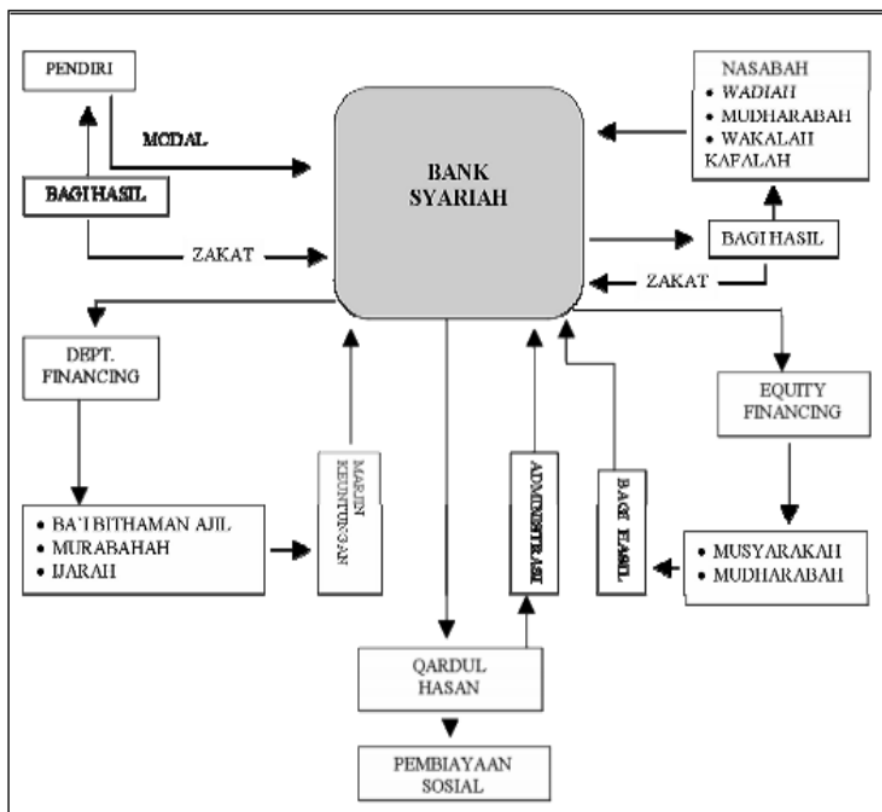 PENDIRI
MODAL
BAGI HASIL
ZAKAT
BANK
SYARIAH
NASABAH
• WADIAH
• MUDHARABAH
• WAKALAH
KAFALAH
BAGI HASIL
ZAKAT
DEPT.
FINANCING
EQUITY
FINANCING
• BA'I BITHAMAN AJIL
• MURABAHAH
• IJARAH
MARJIN
KEUNTUNGAN
ADMINISTRASI
BAGI HASIL
• MUSYARAKAH
• MUDHARABAH
QARDUL
HASAN
PEMBIAYAAN
SOSIAL